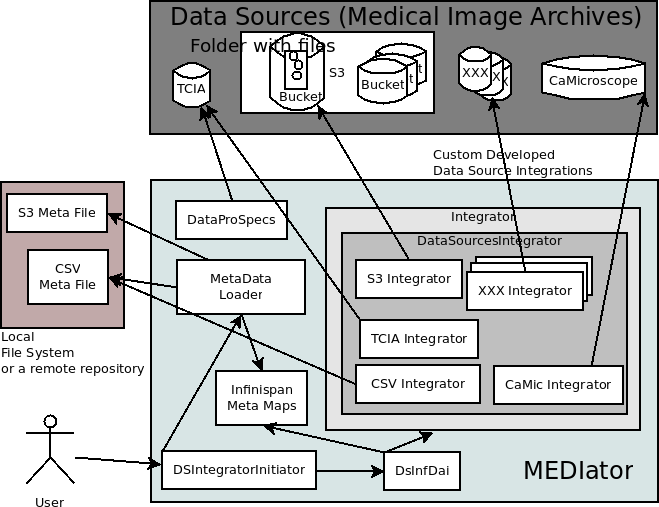 Data Sources (Medical Image Archives)
Folder with files
TCIA
Bucket
S3
Bucket
t
t
XXX
X
X
CaMicroscope
Custom Developed
Data Source Integrations
S3 Meta File
CSV
Meta File
Local
File System
or a remote repository
DataProSpecs
MetaData
Loader
Infinispan
Meta Maps
Integrator
DataSourcesIntegrator
S3 Integrator
XXX Integrator
TCIA Integrator
CSV Integrator
CaMic Integrator
DSIntegratorInitiator
DsInfDai
MEDIator
User